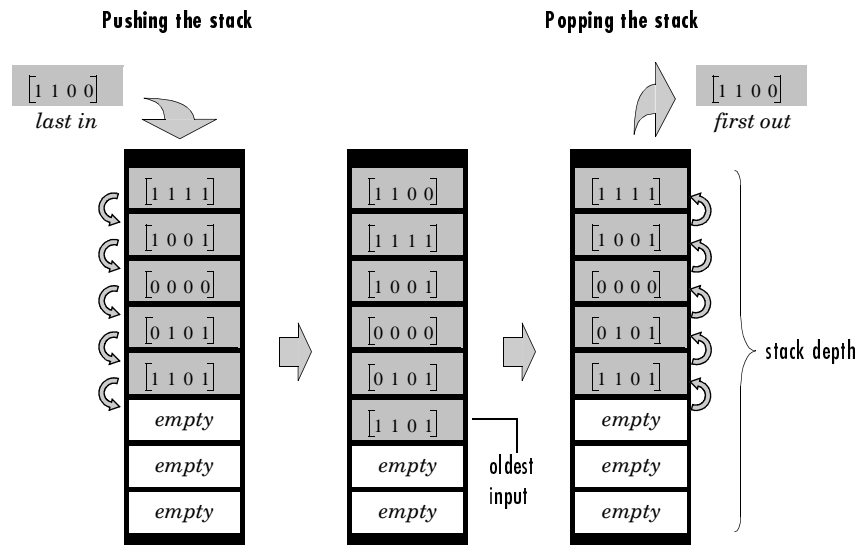 Pushing the stack
Popping the stack
[1 1 0 0]
last in
[1 1 0 0]
first out
[1 1 1 1]
[1 0 0 1]
[0 0 0 0]
[0 1 0 1]
[1 1 0 1]
empty
empty
empty
[1 1 0 0]
[1 1 1 1]
[1 0 0 1]
[0 0 0 0]
[0 1 0 1]
[1 1 0 1]
empty
empty
oldest
input
[1 1 1 1]
[1 0 0 1]
[0 0 0 0]
[0 1 0 1]
[1 1 0 1]
empty
empty
empty
stack depth